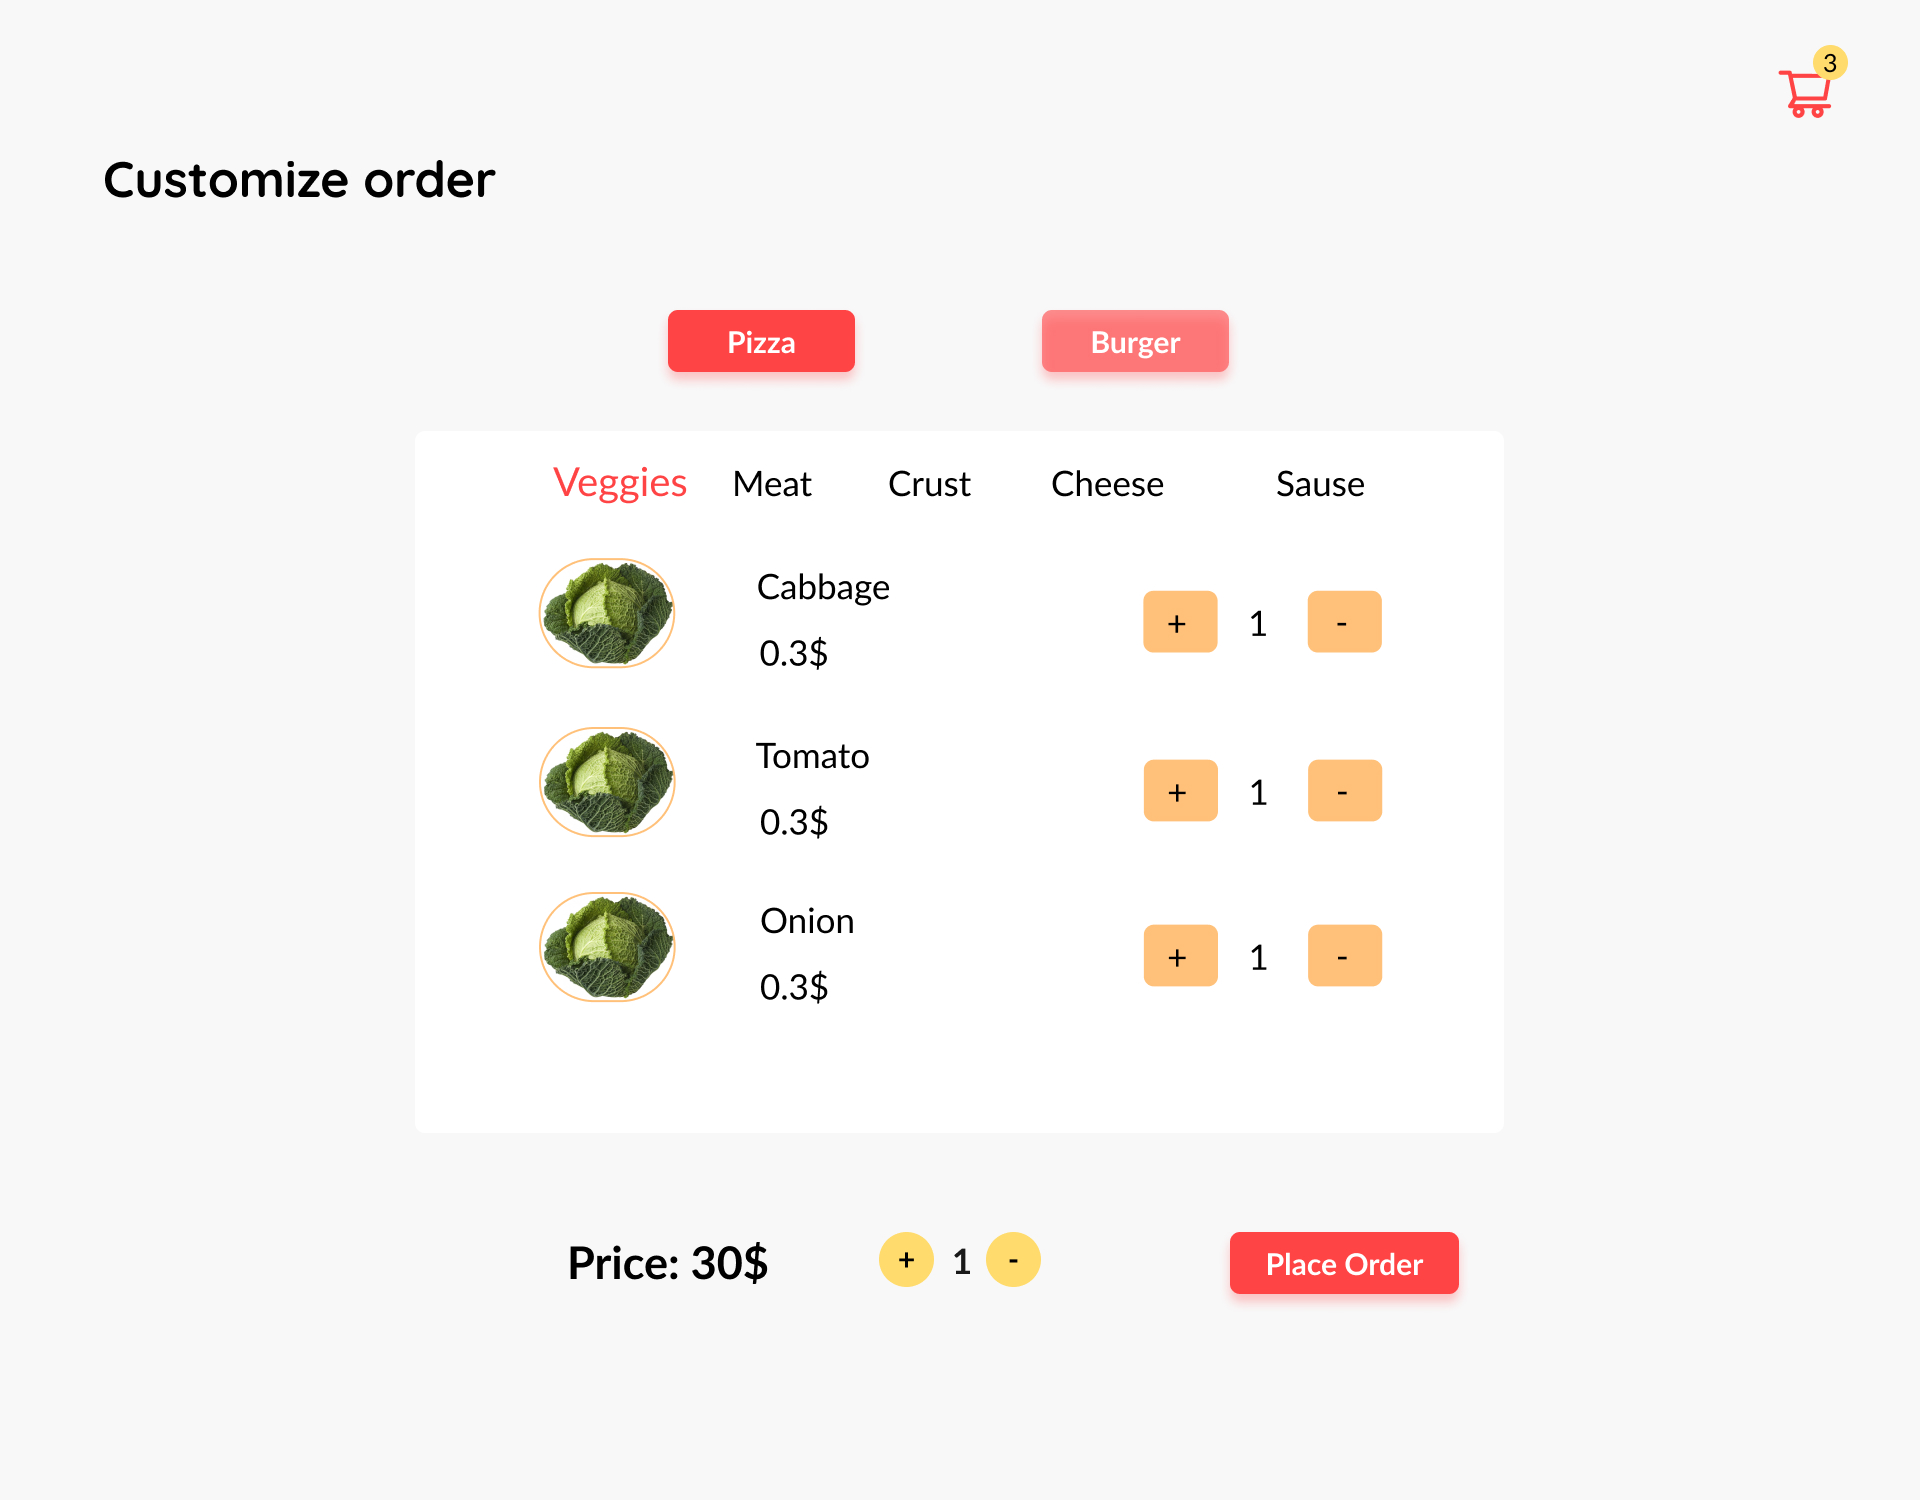 3
Customize order
Pizza Burger
Veggies Meat Crust Cheese Sause
Cabbage
0.3$
+ 1 -
Tomato
0.3$
+ 1 -
Onion
0.3$
+ 1 -
Price: 30$ + 1 - Place Order